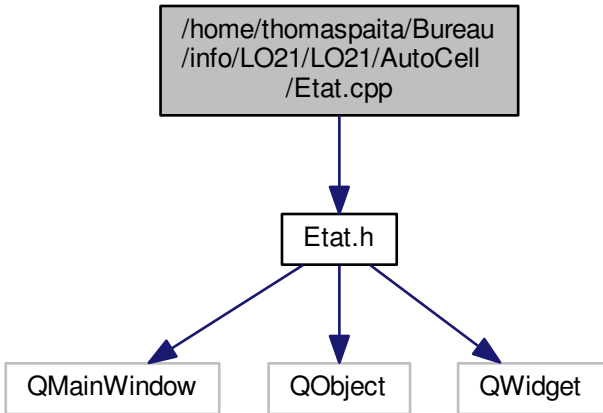 /home/thomaspaita/Bureau
/info/LO21/LO21/AutoCell
/Etat.cpp
Etat.h
QMainWindow
QObject
QWidget